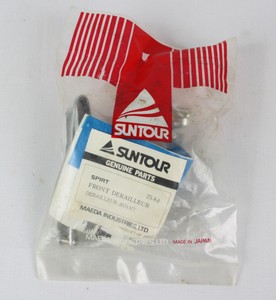 SUNTOUR
SUNTOUR
GENUINE PARTS
SPIRT
FRONT DERAILLEUR
MAEDA INDUSTRIES, LTD
MADE IN JAPAN